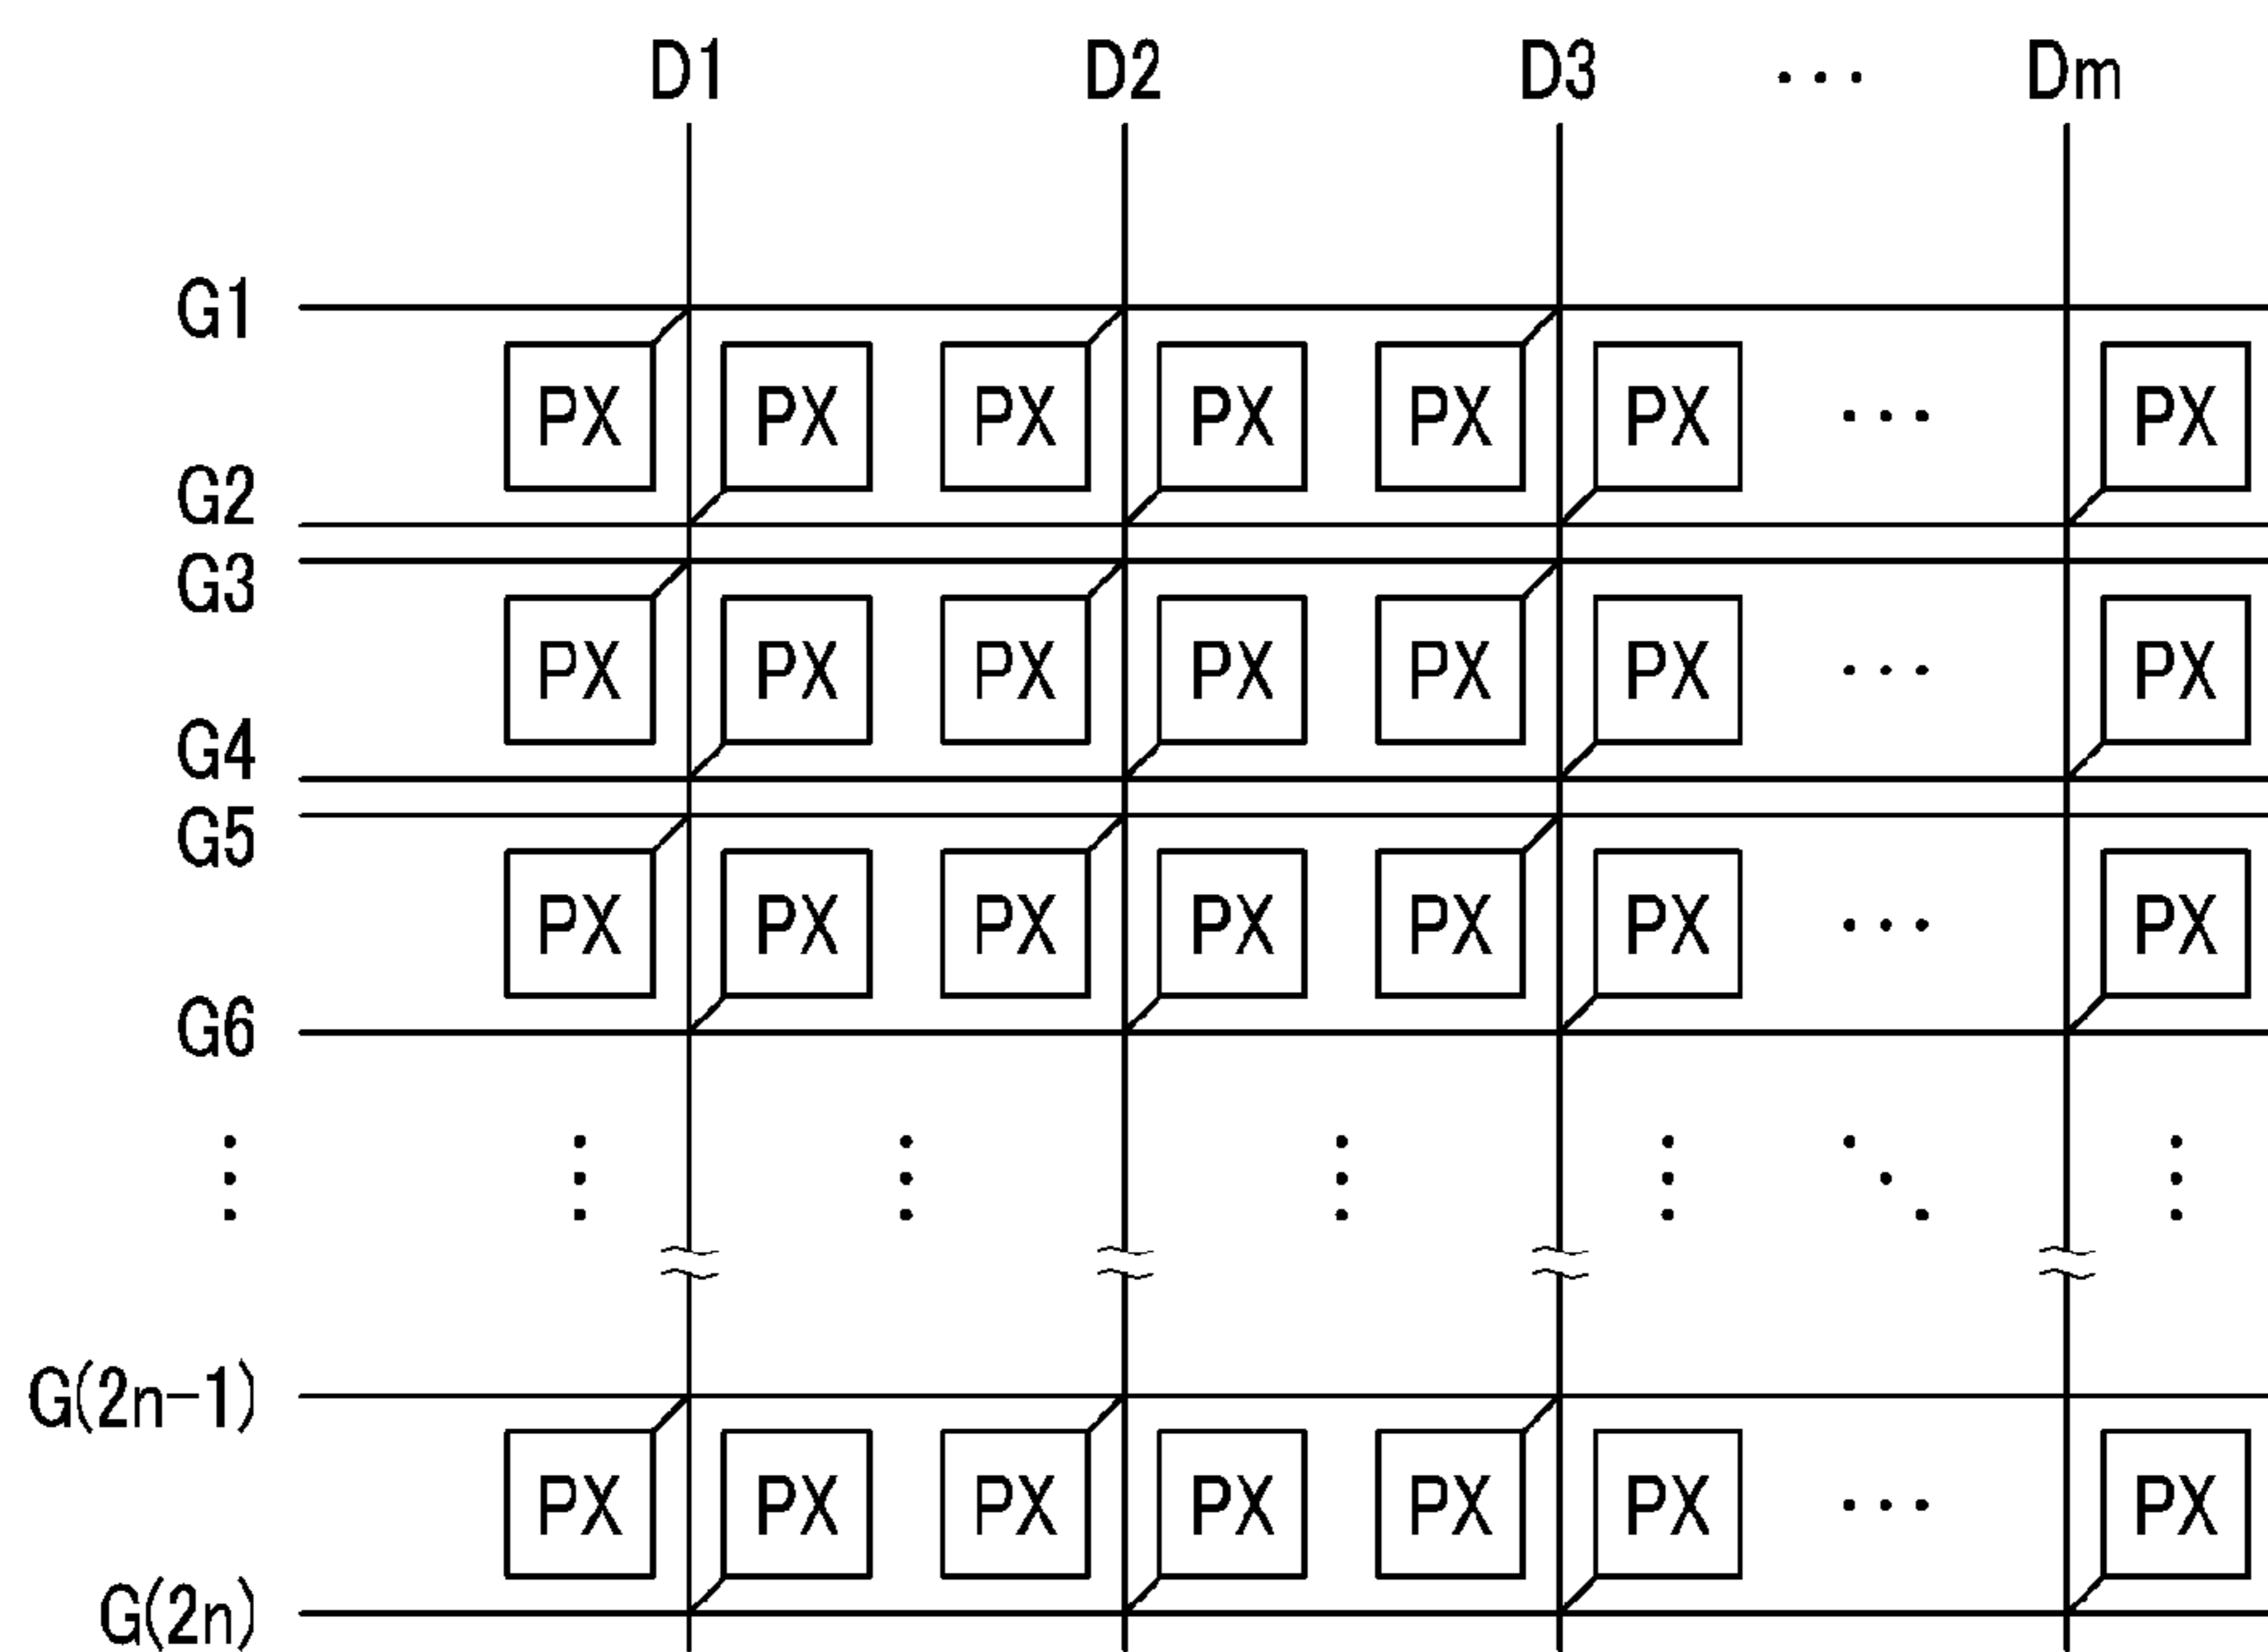 D1 D2 D3 ... Dm
G1
PX PX PX PX PX PX ... PX
G2
G3
PX PX PX PX PX PX ... PX
G4
G5
PX PX PX PX PX PX ... PX
G6
G(2n-1)
PX PX PX PX PX PX ... PX
G(2n)